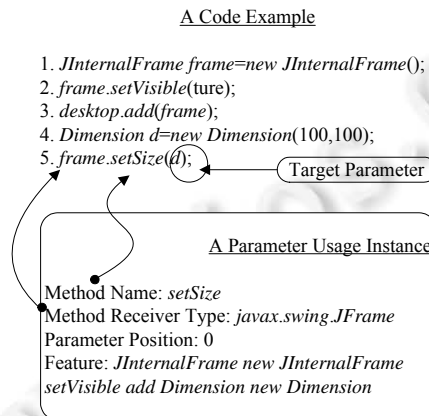 A Code Example
1. JInternalFrame frame=new JInternalFrame();
2. frame.setVisible(ture);
3. desktop.add(frame);
4. Dimension d=new Dimension(100,100);
5. frame.setSize(d);
Target Parameter
A Parameter Usage Instance
Method Name: setSize
Method Receiver Type: javax.swing.JFrame
Parameter Position: 0
Feature: JInternalFrame new JInternalFrame
setVisible add Dimension new Dimension